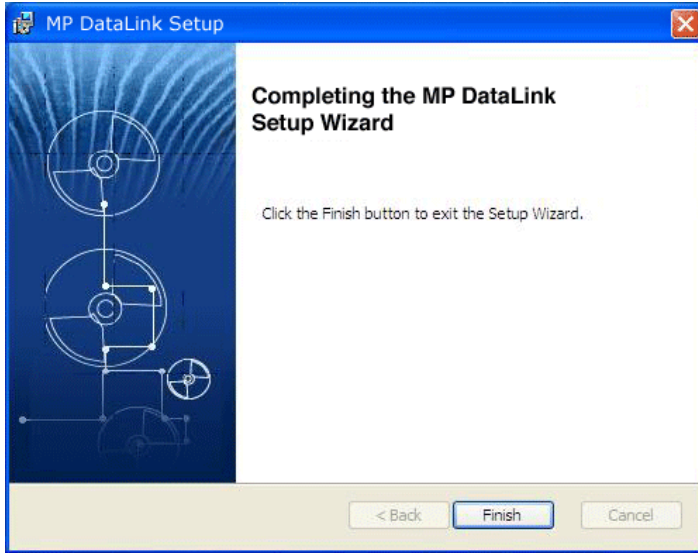 MP DataLink Setup
Completing the MP DataLink
Setup Wizard
Click the Finish button to exit the Setup Wizard.
< Back
Finish
Cancel